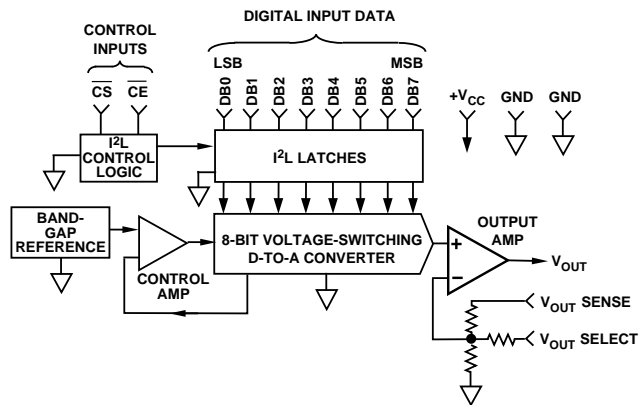 DIGITAL INPUT DATA
CONTROL
INPUTS
LSB
MSB
CS
CE
DB0
DB1
DB2
DB3
DB4
DB5
DB6
DB7
+VCC
GND
GND
I2L
CONTROL
LOGIC
I2L LATCHES
BAND-
GAP
REFERENCE
CONTROL
AMP
8-BIT VOLTAGE-SWITCHING
D-TO-A CONVERTER
OUTPUT
AMP
+
–
VOUT
VOUT SENSE
VOUT SELECT